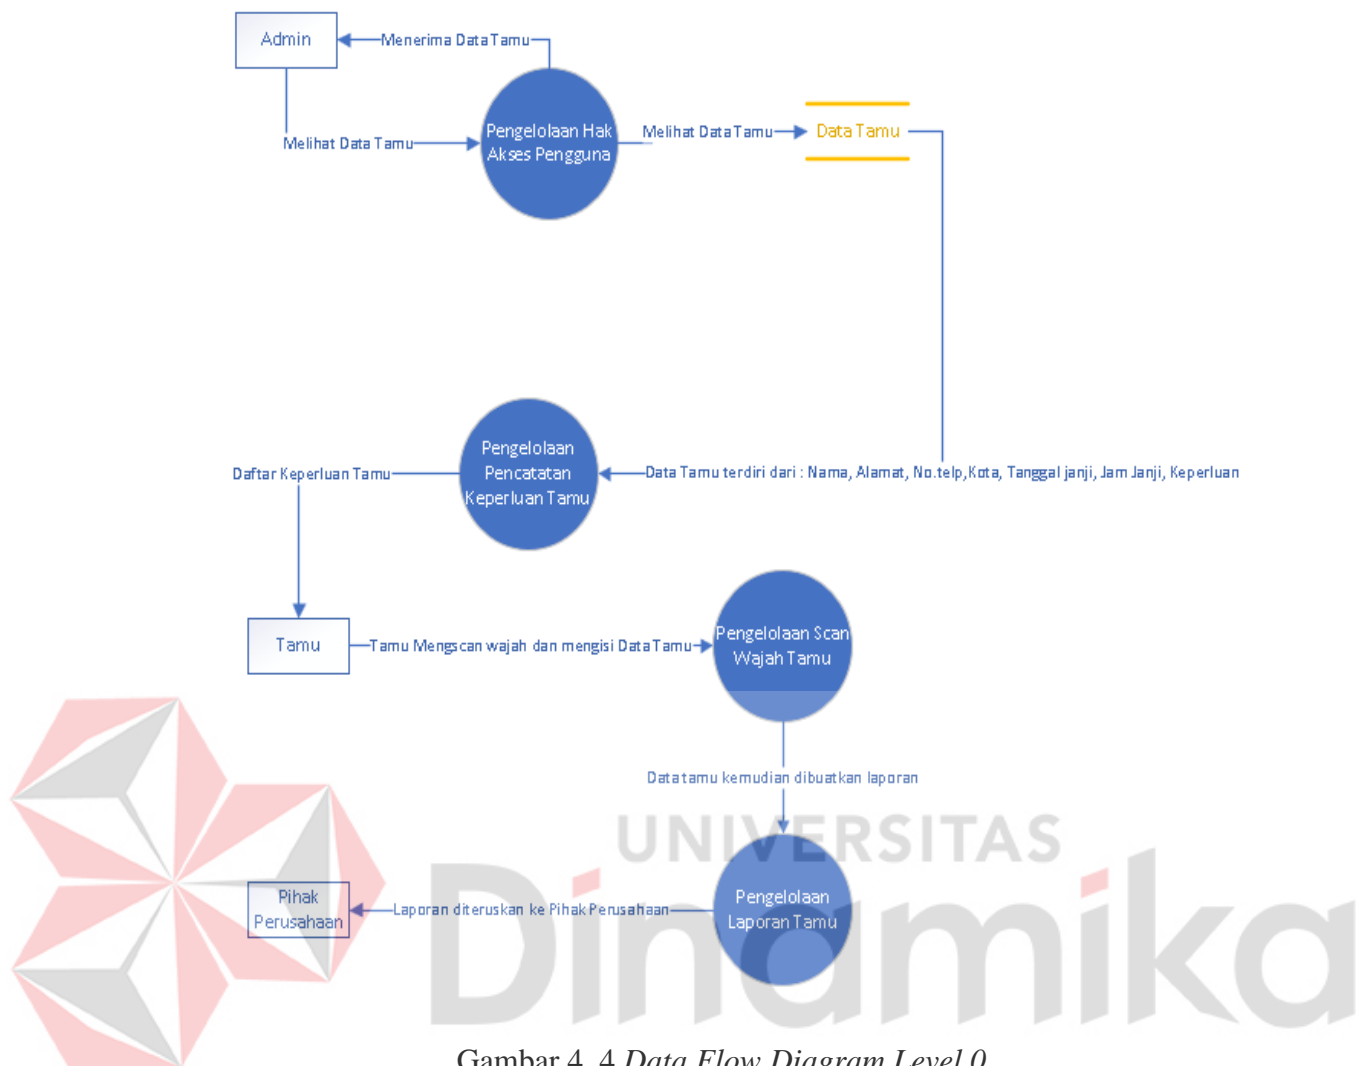 Admin
Menerima Data Tamu
Melihat Data Tamu
Pengelolaan Hak
Akses Pengguna
Melihat Data Tamu
Data Tamu
Pengelolaan
Pencatatan
Keperluan Tamu
Daftar Keperluan Tamu
Data Tamu terdiri dari : Nama, Alamat, No.telp,Kota, Tanggal janji, Jam Janji, Keperluan
Tamu
Tamu Mengscan wajah dan mengisi Data Tamu
Pengelolaan Scan
Wajah Tamu
Data tamu kemudian dibuatkan laporan
UNIVERSITAS
Dinamika
Pengelolaan
Laporan Tamu
Laporan diteruskan ke Pihak Perusahaan
Pihak
Perusahaan
Gambar 4. 4 Data Flow Diagram Level 0